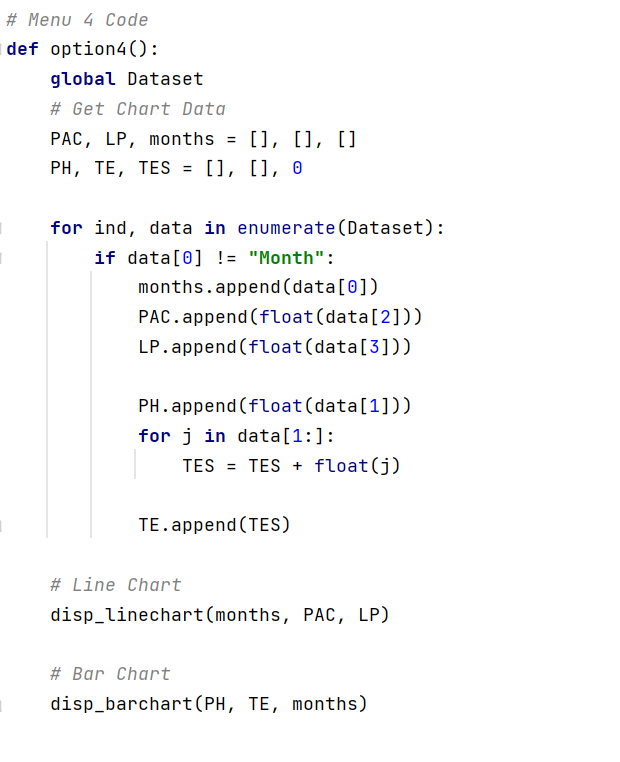 # Menu 4 Code
def option4():
    global Dataset
    # Get Chart Data
    PAC, LP, months = [], [], []
    PH, TE, TES = [], [], 0

    for ind, data in enumerate(Dataset):
        if data[0] != "Month":
            months.append(data[0])
            PAC.append(float(data[2]))
            LP.append(float(data[3]))

            PH.append(float(data[1]))
            for j in data[1:]:
                TES = TES + float(j)

            TE.append(TES)

    # Line Chart
    disp_linechart(months, PAC, LP)

    # Bar Chart
    disp_barchart(PH, TE, months)